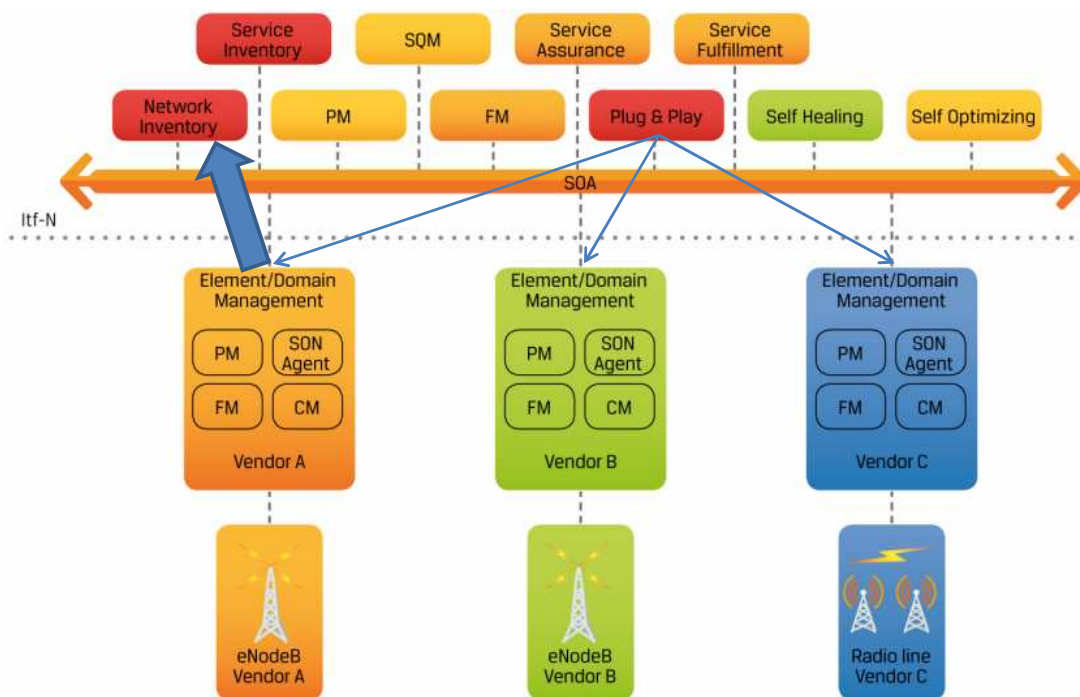 Service
Inventory
SQM
Service
Assurance
Service
Fulfillment
Network
Inventory
PM
FM
Plug & Play
Self Healing
Self Optimizing
SOA
Itf-N
Element/Domain
Management
PM
SON
Agent
FM
CM
Vendor A
Element/Domain
Management
PM
SON
Agent
FM
CM
Vendor B
Element/Domain
Management
PM
SON
Agent
FM
CM
Vendor C
eNodeB
Vendor A
eNodeB
Vendor B
Radio line
Vendor C